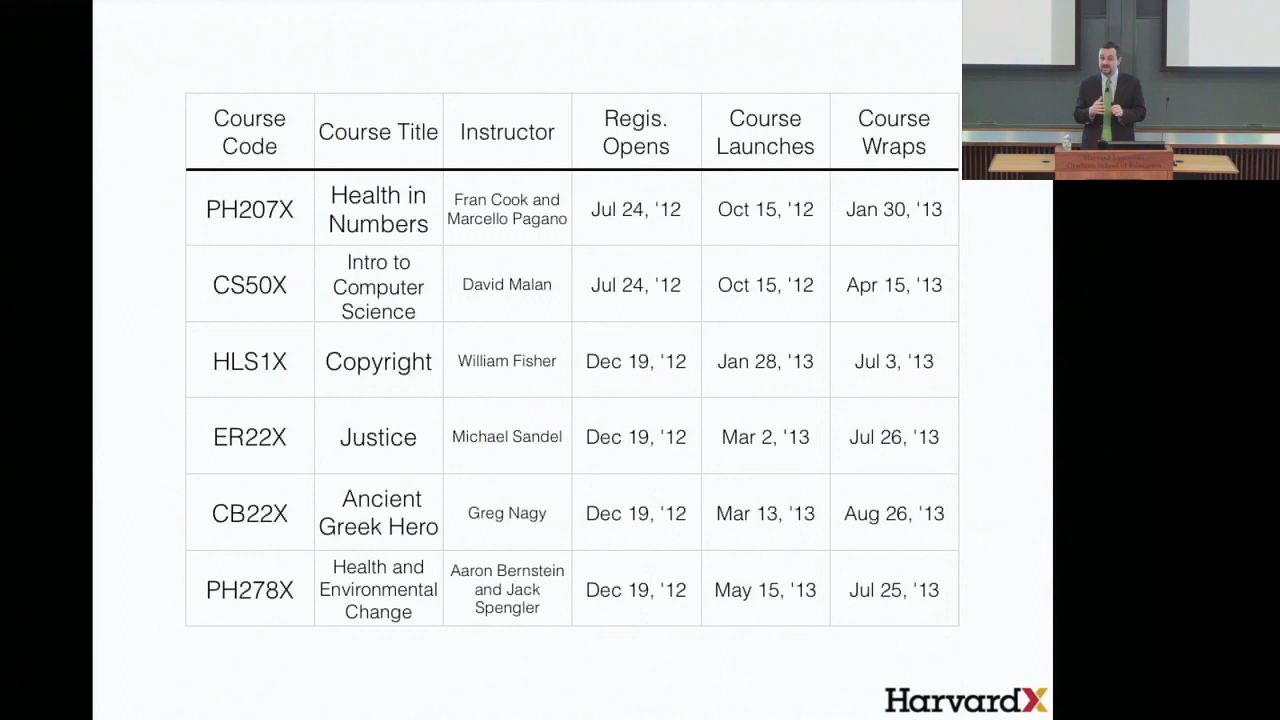 Course Code
Course Title
Instructor
Regis. Opens
Course Launches
Course Wraps
PH207X
Health in Numbers
Fran Cook and Marcello Pagano
Jul 24, '12
Oct 15, '12
Jan 30, '13
CS50X
Intro to Computer Science
David Malan
Jul 24, '12
Oct 15, '12
Apr 15, '13
HLS1X
Copyright
William Fisher
Dec 19, '12
Jan 28, '13
Jul 3, '13
ER22X
Justice
Michael Sandel
Dec 19, '12
Mar 2, '13
Jul 26, '13
CB22X
Ancient Greek Hero
Greg Nagy
Dec 19, '12
Mar 13, '13
Aug 26, '13
PH278X
Health and Environmental Change
Aaron Bernstein and Jack Spengler
Dec 19, '12
May 15, '13
Jul 25, '13
HarvardX